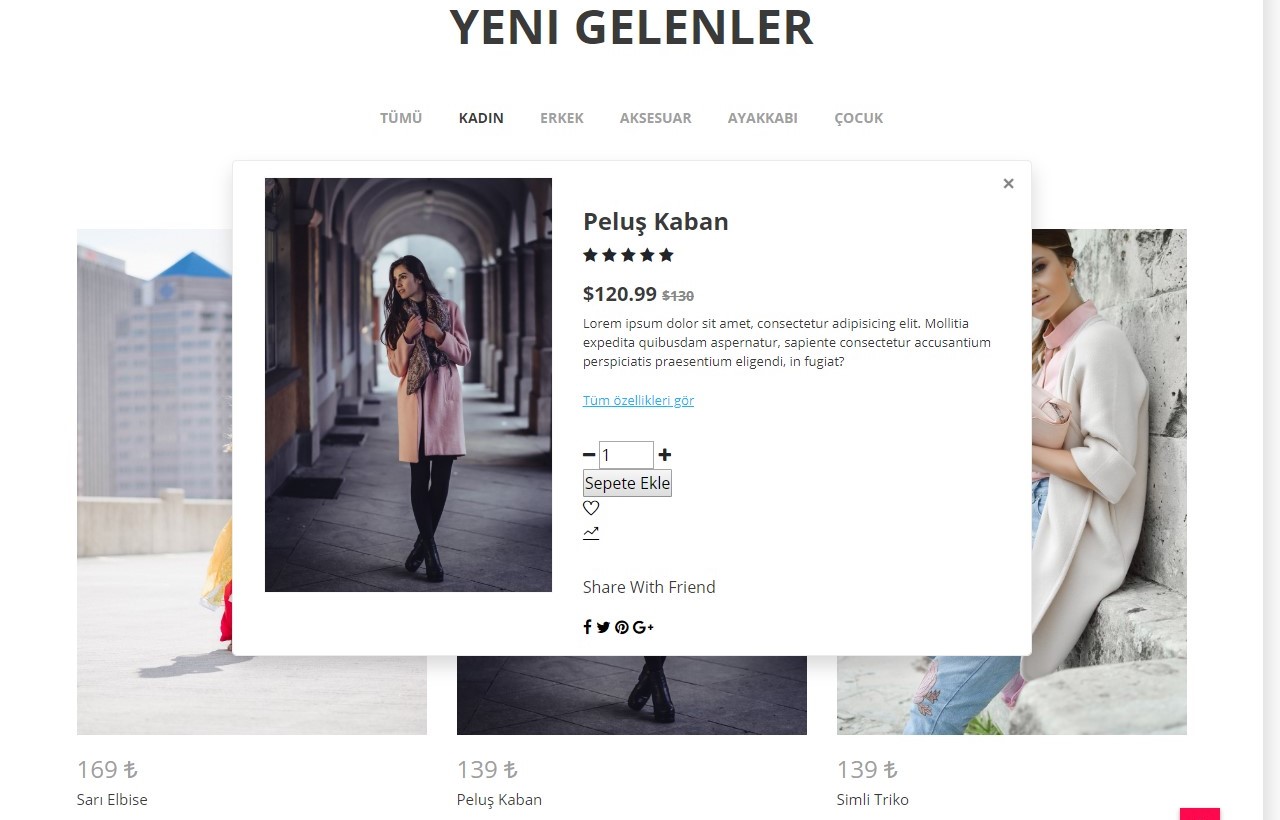 YENI GELENLER
TÜMÜ KADIN ERKEK AKSESUAR AYAKKABI ÇOCUK
×
Peluş Kaban
$120.99 $130
Lorem ipsum dolor sit amet, consectetur adipisicing elit. Mollitia
expedita quibusdam aspernatur, sapiente consectetur accusantium
perspiciatis praesentium eligendi, in fugiat?
Tüm özellikleri gör
1
Sepete Ekle
Share With Friend
169 ₺ 139 ₺ 139 ₺
Sarı Elbise Peluş Kaban Simli Triko